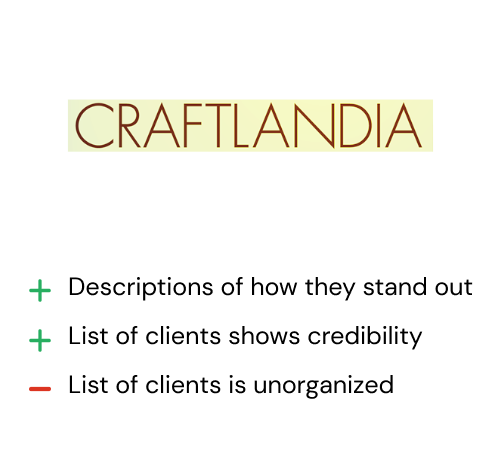 CRAFTLANDIA
+ Descriptions of how they stand out
+ List of clients shows credibility
- List of clients is unorganized